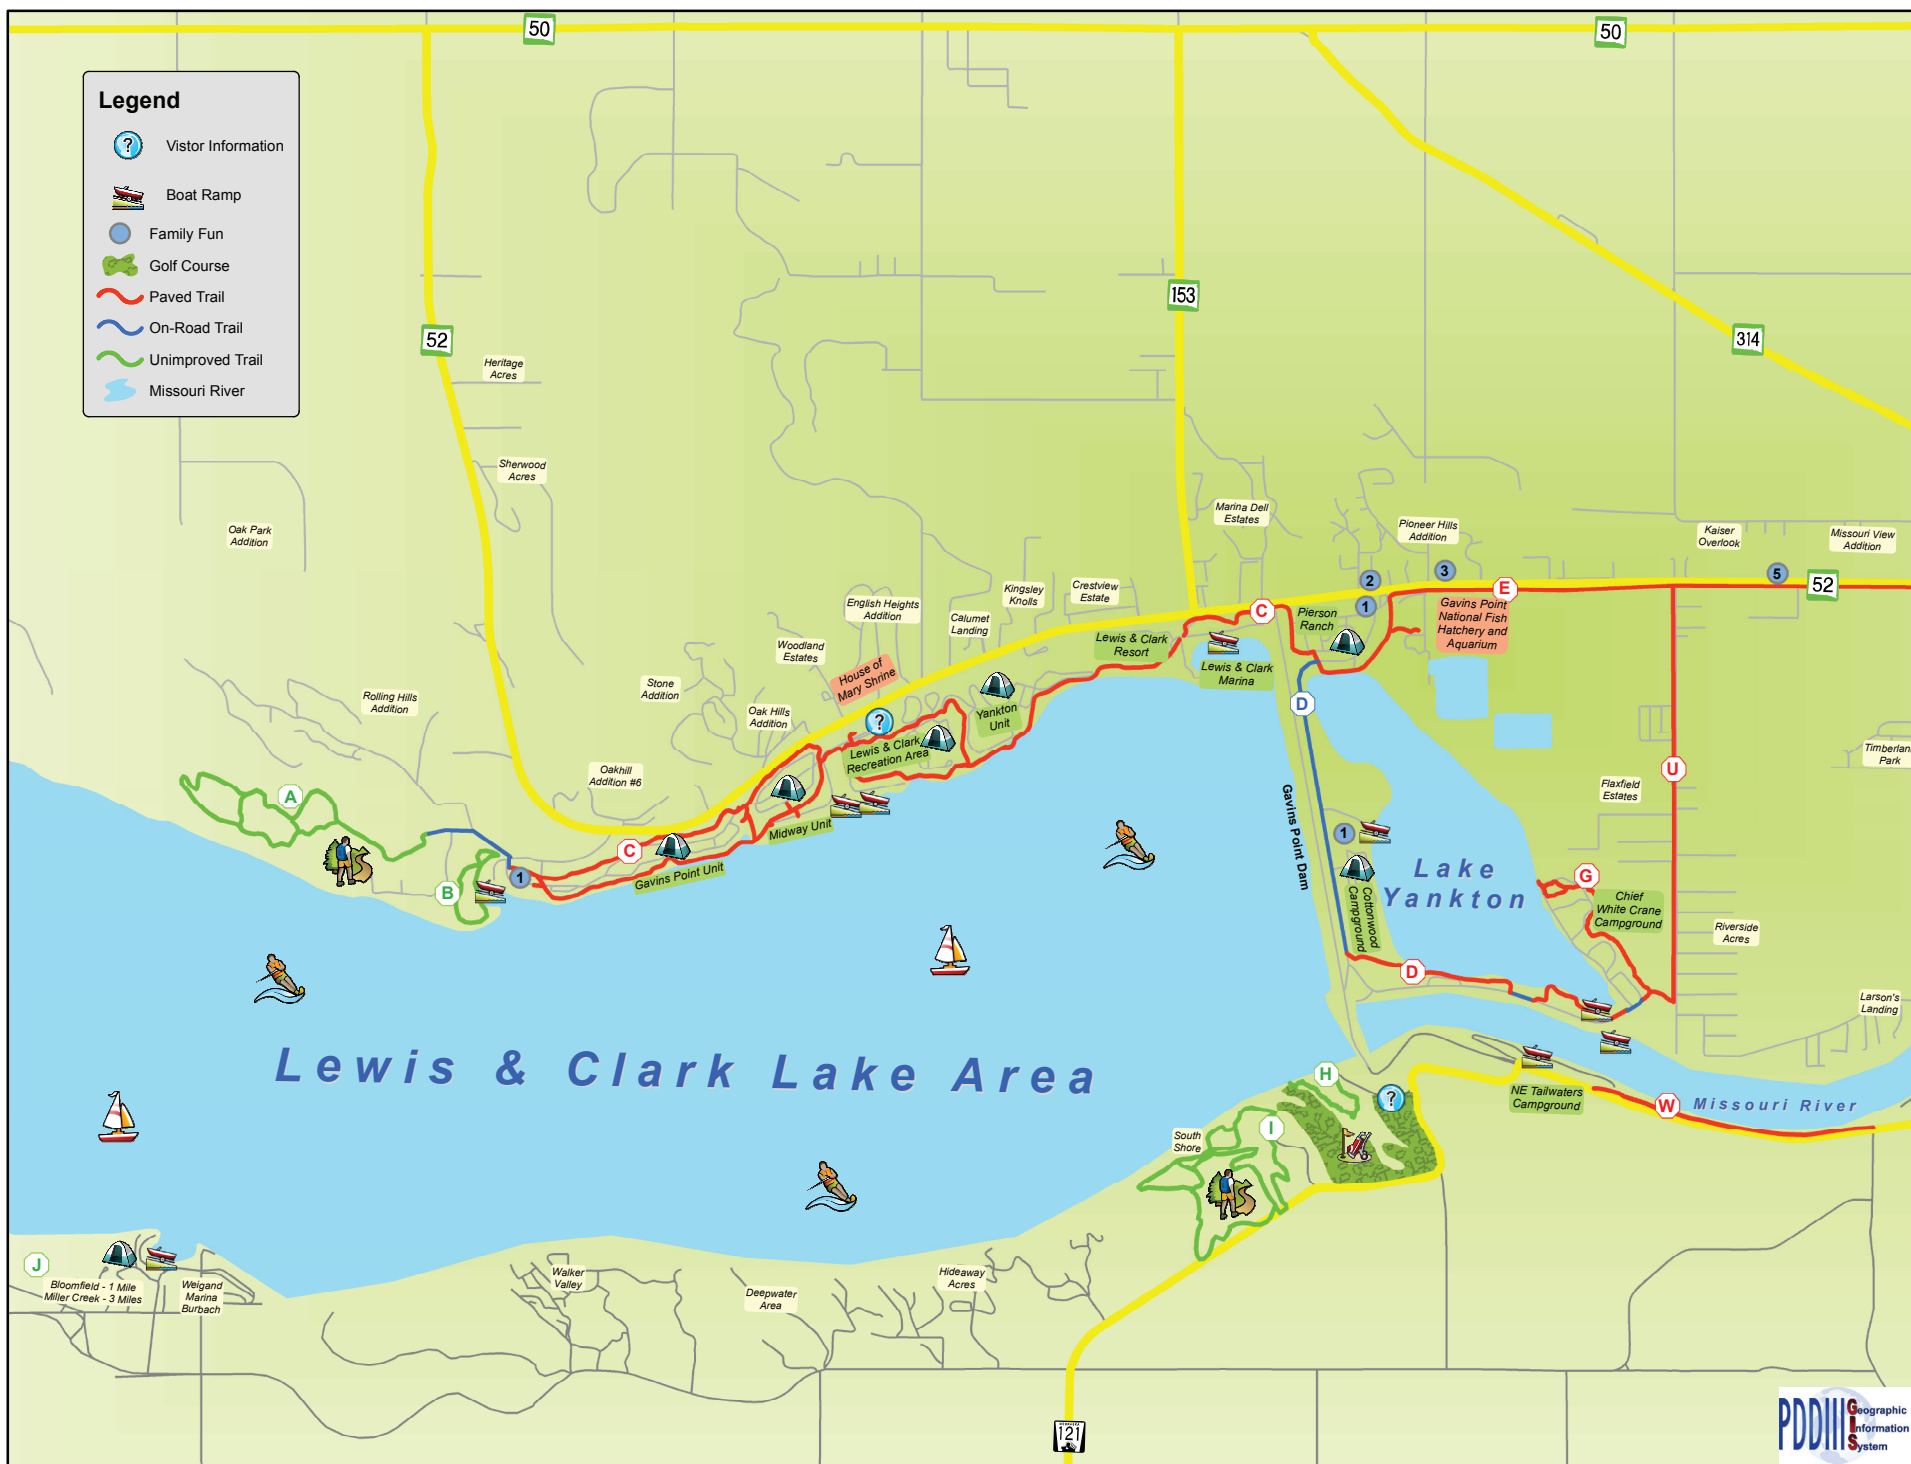 50
50
Legend
?
Vistor Information
Boat Ramp
Family Fun
Golf Course
Paved Trail
On-Road Trail
Unimproved Trail
Missouri River
153
52
314
Heritage
Acres
Sherwood
Acres
Oak Park
Addition
Marina Dell
Estates
Pioneer Hills
Addition
Kaiser
Overlook
Missouri View
Addition
2
3
5
52
E
1
C
Kingsley
Knolls
Crestview
Estate
English Heights
Addition
Calumet
Landing
Pierson
Ranch
Gavins Point
National Fish
Hatchery and
Aquarium
Woodland
Estates
Lewis & Clark
Resort
House of
Mary Shrine
Lewis & Clark
Marina
Stone
Addition
Rolling Hills
Addition
Oak Hills
Addition
?
Yankton
Unit
D
Lewis & Clark
Recreation Area
Timberland
Park
U
Oakhill
Addition #6
Flaxfield
Estates
A
Gavins Point Dam
Midway Unit
1
C
Gavins Point Unit
1
B
Lake
Yankton
G
Chief
White Crane
Campground
Cottonwood
Campground
Riverside
Acres
D
Larson's
Landing
Lewis & Clark Lake Area
H
?
NE Tailwaters
Campground
W
Missouri River
I
South
Shore
J
Bloomfield - 1 Mile
Miller Creek - 3 Miles
Weigand
Marina
Burbach
Walker
Valley
Deepwater
Area
Hideaway
Acres
121
PDDIII
Geographic
Information
System